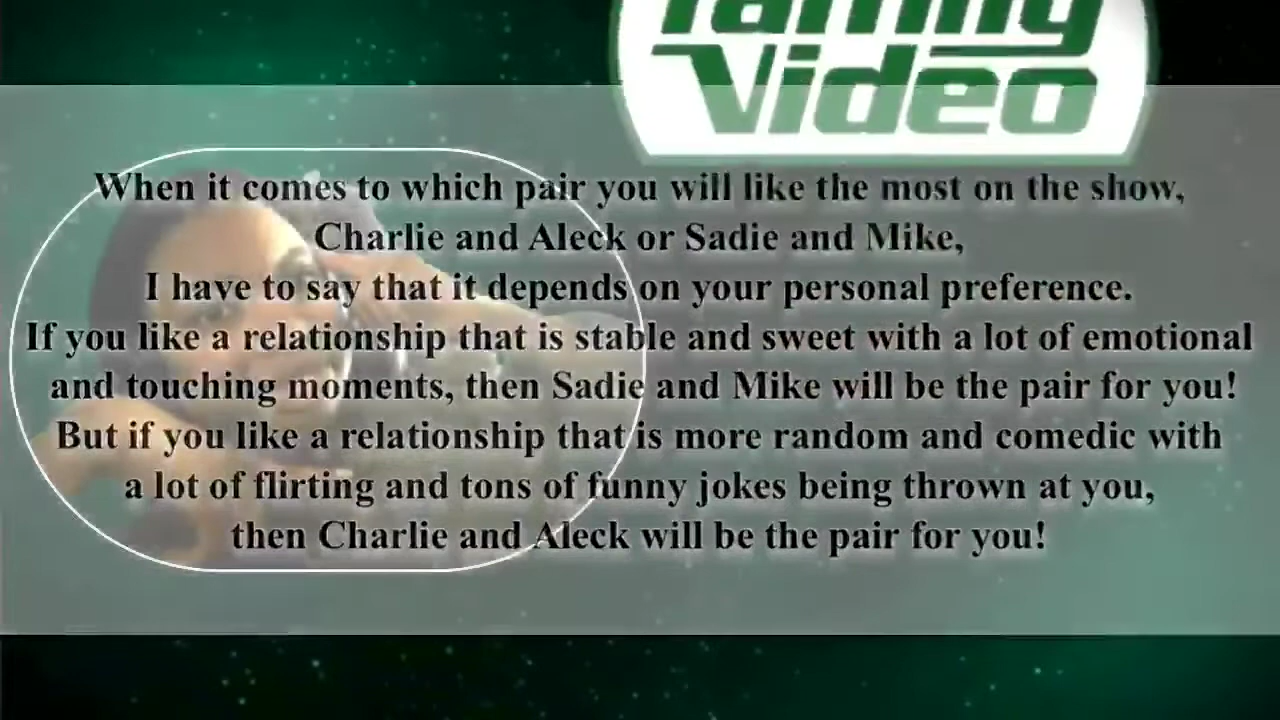 family
Video
When it comes to which pair you will like the most on the show,
Charlie and Aleck or Sadie and Mike,
I have to say that it depends on your personal preference.
If you like a relationship that is stable and sweet with a lot of emotional
and touching moments, then Sadie and Mike will be the pair for you!
But if you like a relationship that is more random and comedic with
a lot of flirting and tons of funny jokes being thrown at you,
then Charlie and Aleck will be the pair for you!